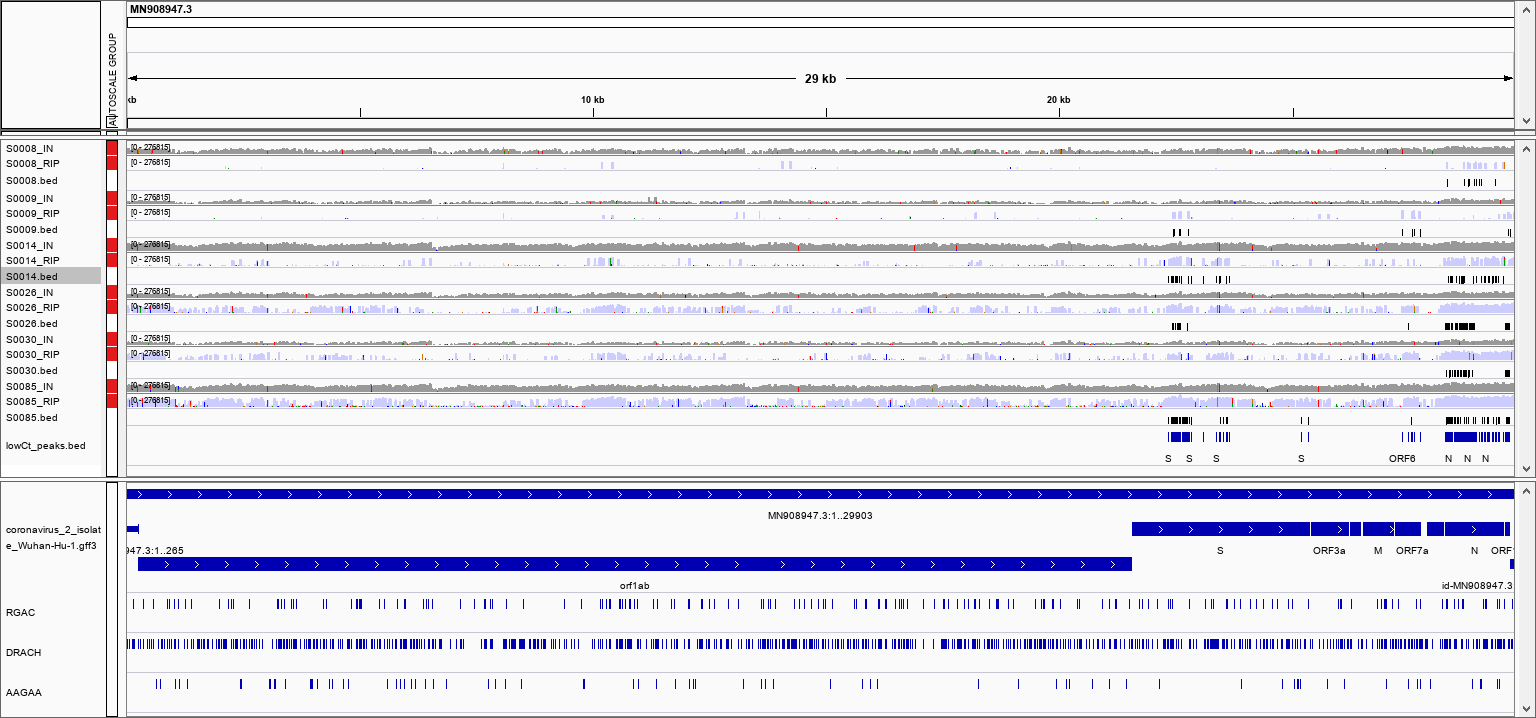 MN908947.3
AUTOSCALE GROUP
29 kb
kb
10 kb
20 kb
S0008_IN
[0 - 276815]
S0008_RIP
[0 - 276815]
S0008.bed
S0009_IN
[0 - 276815]
S0009_RIP
[0 - 276815]
S0009.bed
S0014_IN
[0 - 276815]
S0014_RIP
[0 - 276815]
S0014.bed
S0026_IN
[0 - 276815]
S0026_RIP
[0 - 276815]
S0026.bed
S0030_IN
[0 - 276815]
S0030_RIP
[0 - 276815]
S0030.bed
S0085_IN
[0 - 276815]
S0085_RIP
[0 - 276815]
S0085.bed
lowCt_peaks.bed
S S S S ORF6 N N N
MN908947.3:1..29903
coronavirus_2_isolat
e_Wuhan-Hu-1.gff3
947.3:1..265
S ORF3a M ORF7a N ORF
orf1ab
id-MN908947.3
RGAC
DRACH
AAGAA